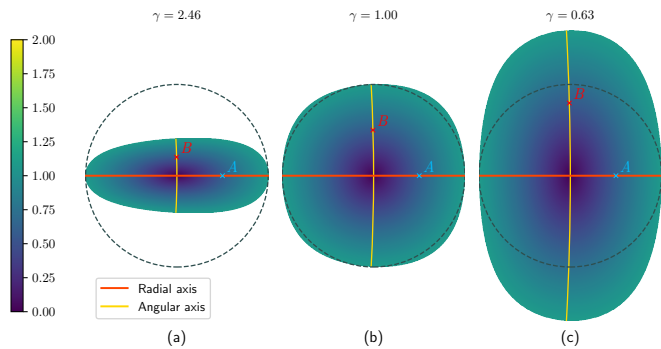 γ = 2.46
γ = 1.00
γ = 0.63
2.00
1.75
1.50
1.25
1.00
0.75
0.50
0.25
0.00
B
A
B
A
B
A
Radial axis
Angular axis
(a)
(b)
(c)